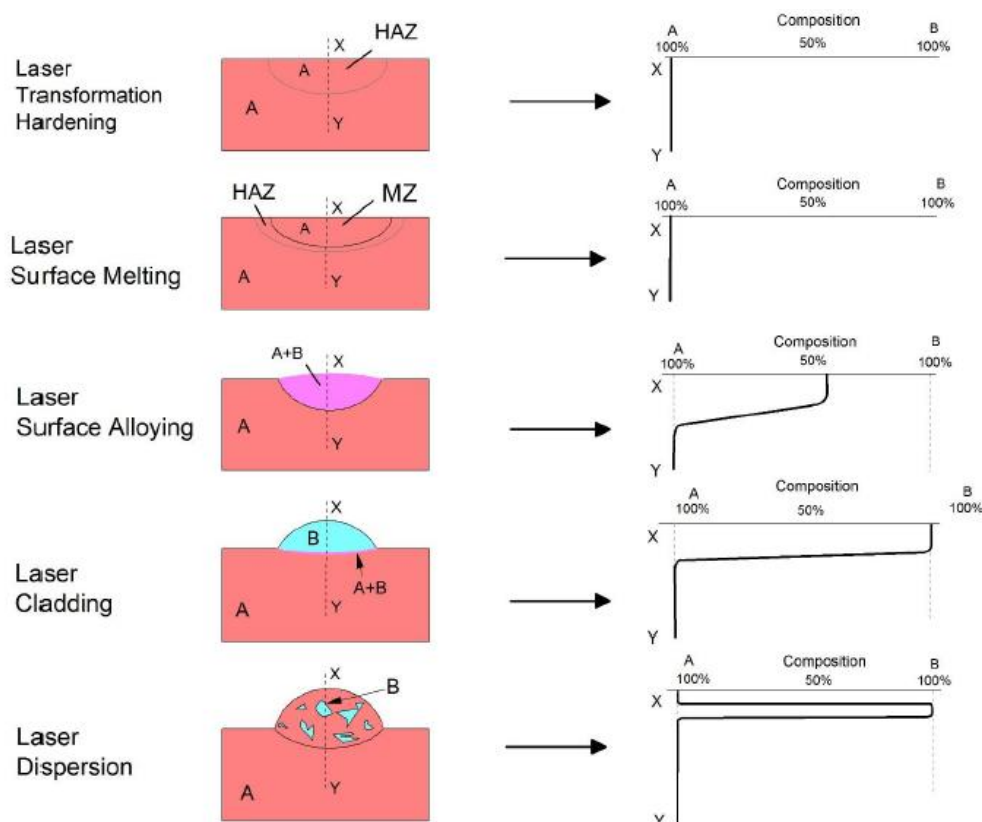 Laser
Transformation
Hardening
HAZ
X
A
A
Y
Composition
A
B
100%
50%
100%
X
Y
Laser
Surface Melting
HAZ
MZ
X
A
A
Y
Composition
A
B
100%
50%
100%
X
Y
Laser
Surface Alloying
A+B
X
A
Y
Composition
A
B
100%
50%
100%
X
Y
Laser
Cladding
X
B
A+B
A
Y
Composition
A
B
100%
50%
100%
X
Y
Laser
Dispersion
X
B
Y
A
Composition
A
B
100%
50%
100%
X
Y